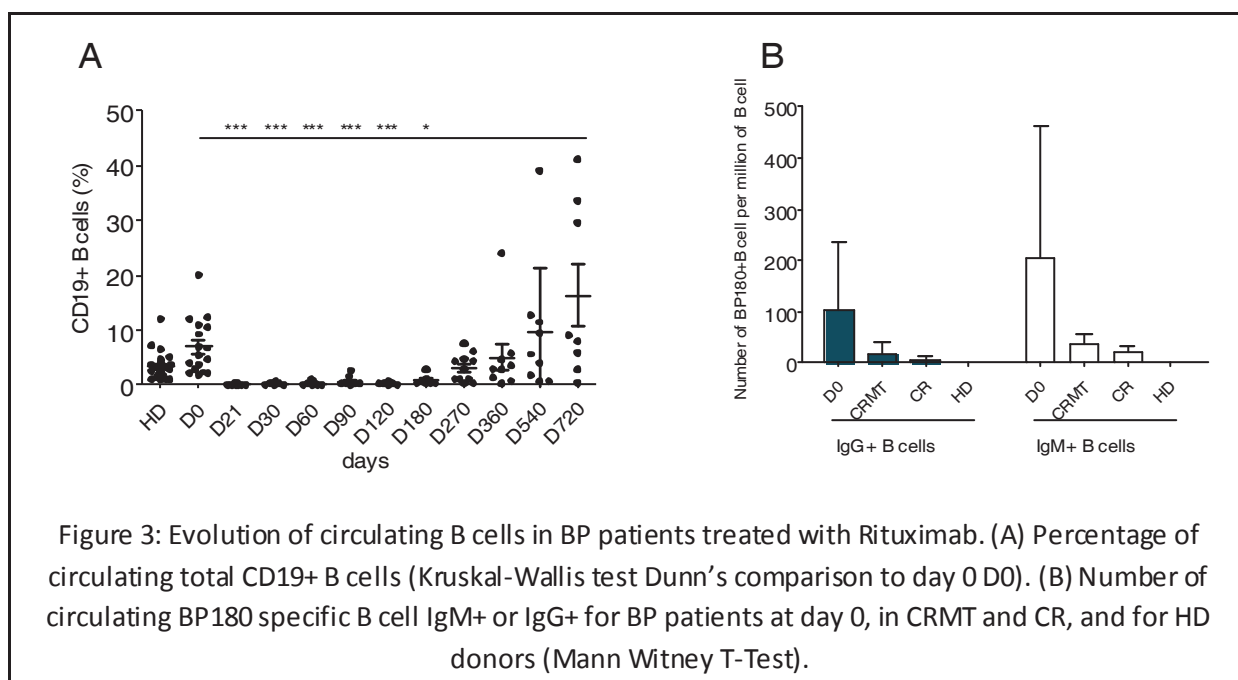 A
B
CD19+ B cells (%)
50
40
30
20
10
0
*** *** *** *** *** *
HD D0 D21 D30 D60 D90 D120 D180 D270 D360 D540 D720
days
Number of BP180+B cell per million of B cell
500
400
300
200
100
0
D0 CRMT CR HD D0 CRMT CR HD
IgG+ B cells IgM+ B cells
Figure 3: Evolution of circulating B cells in BP patients treated with Rituximab. (A) Percentage of
circulating total CD19+ B cells (Kruskal-Wallis test Dunn’s comparison to day 0 D0). (B) Number of
circulating BP180 specific B cell IgM+ or IgG+ for BP patients at day 0, in CRMT and CR, and for HD
donors (Mann Witney T-Test).